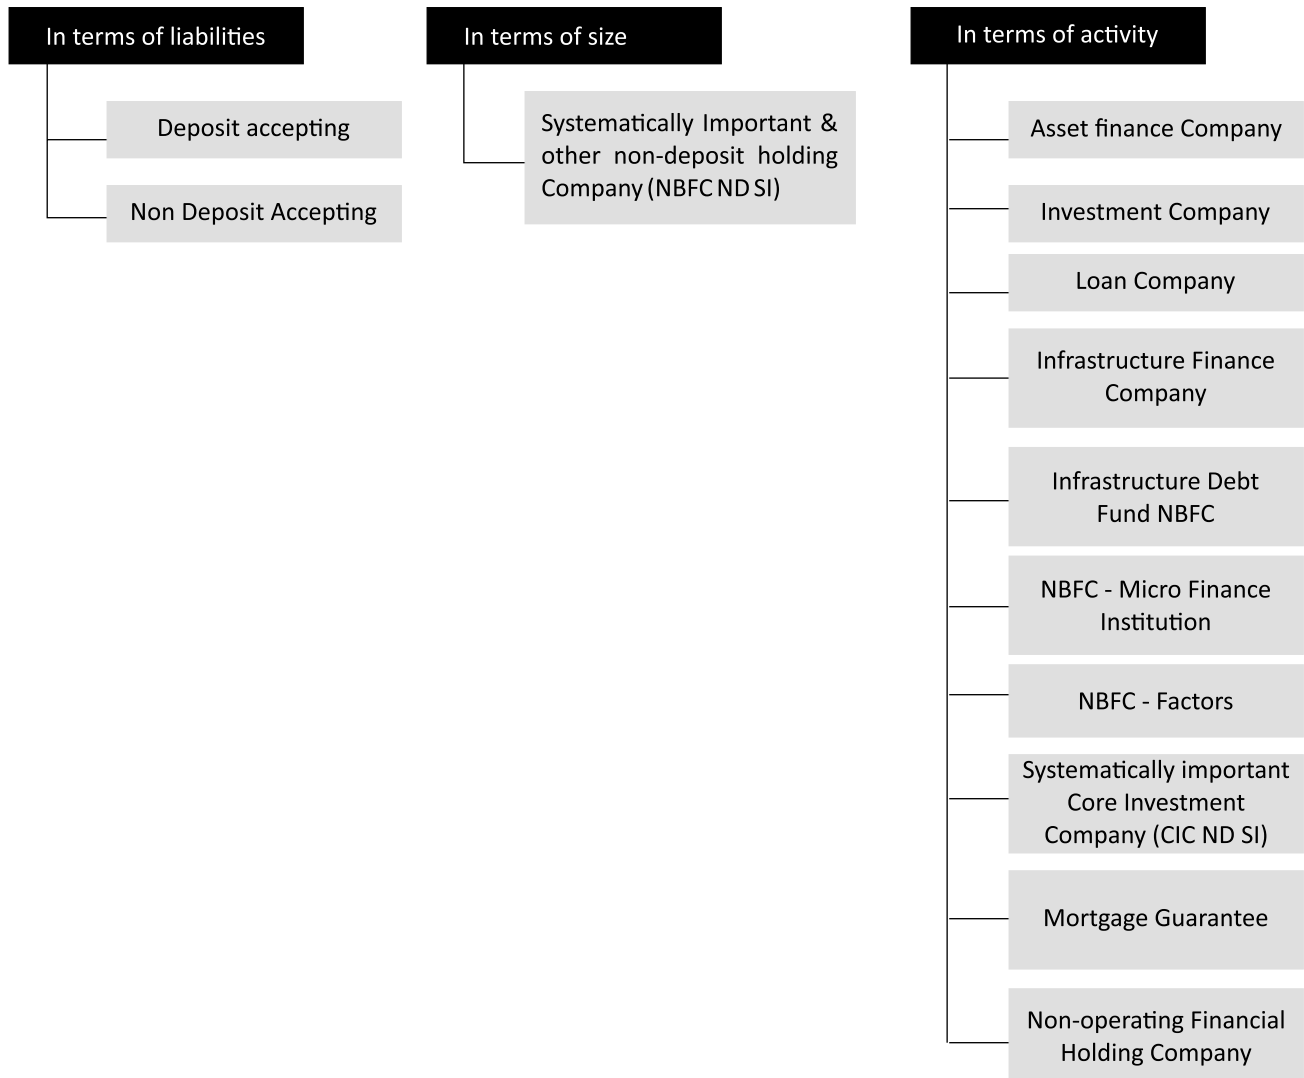 In terms of liabilities
Deposit accepting
Non Deposit Accepting
In terms of size
Systematically Important &
other non-deposit holding
Company (NBFC ND SI)
In terms of activity
Asset finance Company
Investment Company
Loan Company
Infrastructure Finance
Company
Infrastructure Debt
Fund NBFC
NBFC - Micro Finance
Institution
NBFC - Factors
Systematically important
Core Investment
Company (CIC ND SI)
Mortgage Guarantee
Non-operating Financial
Holding Company